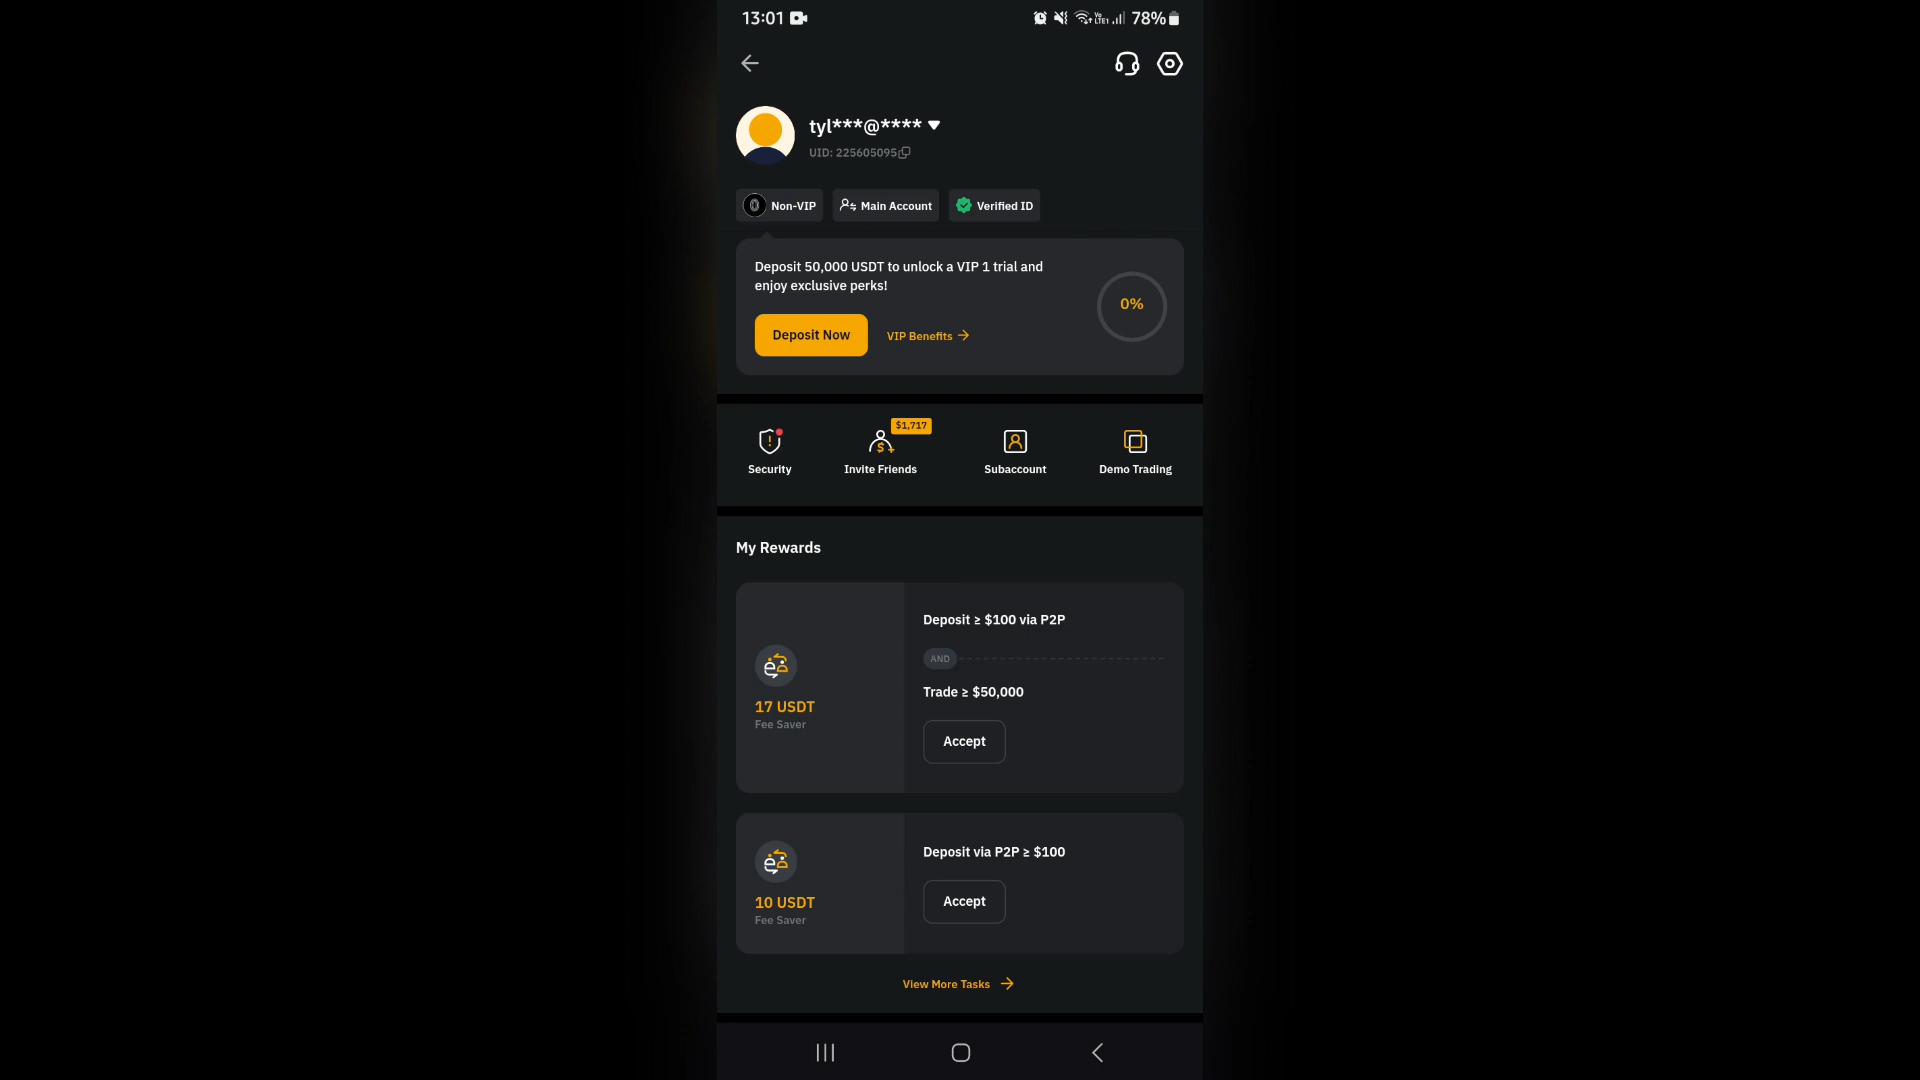 13:01
Vo
LTE1
78%
tyl***@****
UID: 225605095
Non-VIP
Main Account
Verified ID
Deposit 50,000 USDT to unlock a VIP 1 trial and
enjoy exclusive perks!
0%
Deposit Now
VIP Benefits
$1,717
Security
Invite Friends
Subaccount
Demo Trading
My Rewards
Deposit ≥ $100 via P2P
AND
Trade ≥ $50,000
17 USDT
Fee Saver
Accept
Deposit via P2P ≥ $100
10 USDT
Fee Saver
Accept
View More Tasks